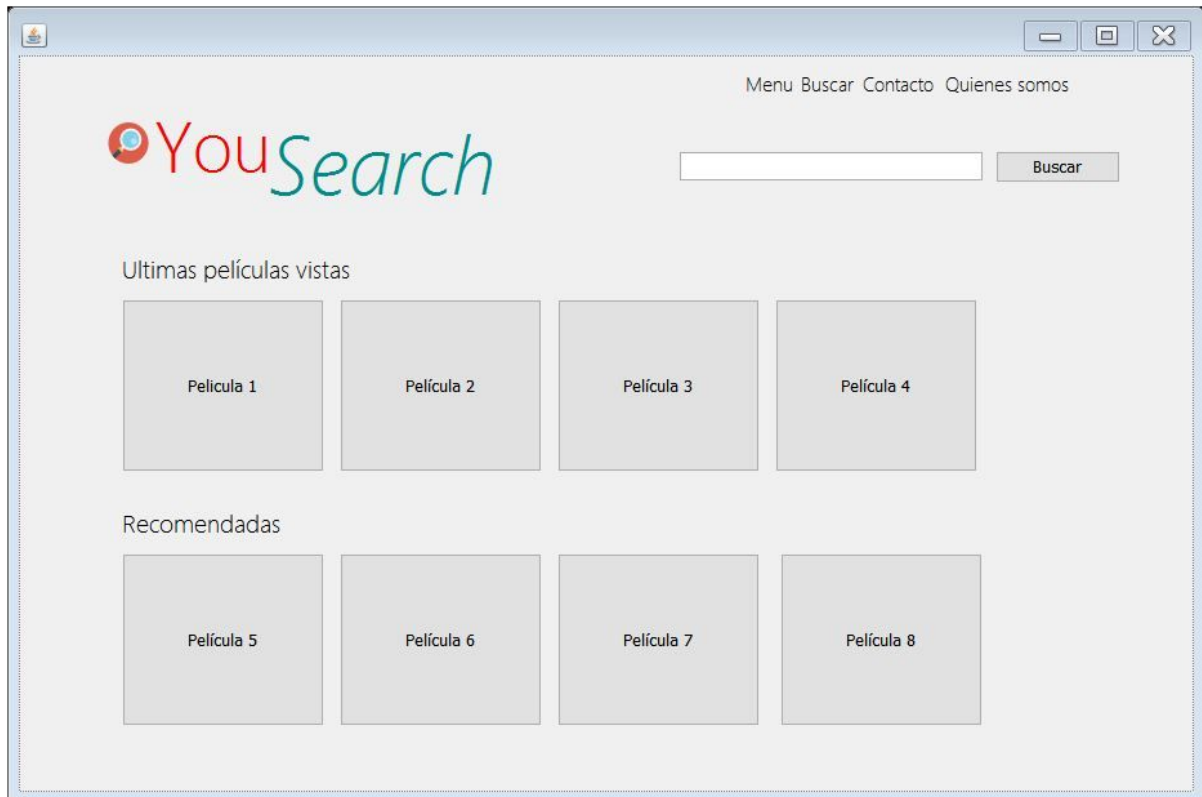 Menu Buscar Contacto Quienes somos
YouSearch
Buscar
Ultimas películas vistas
Pelicula 1 Película 2 Película 3 Película 4
Recomendadas
Película 5 Película 6 Película 7 Película 8